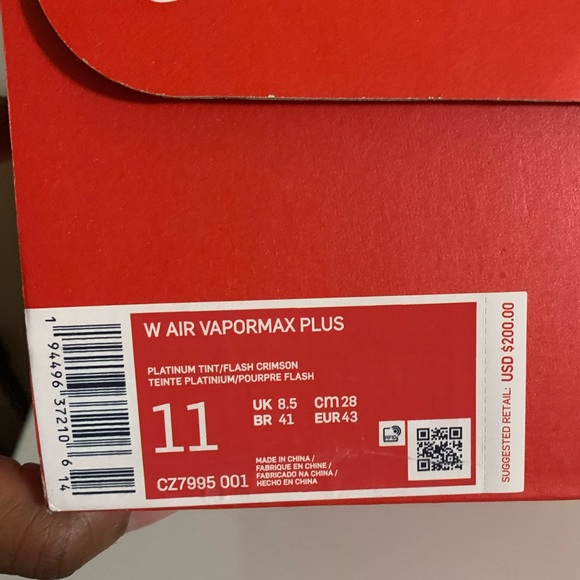 W AIR VAPORMAX PLUS
PLATINUM TINT/FLASH CRIMSON
TEINTE PLATINIUM/POURPRE FLASH
11
UK 8.5 CM 28
BR 41 EUR 43
MADE IN CHINA /
FABRIQUE EN CHINE /
FABRICADO NA CHINA /
HECHO EN CHINA
CZ7995 001
RFID
1 94496 37210 6 14
SUGGESTED RETAIL: USD $200.00